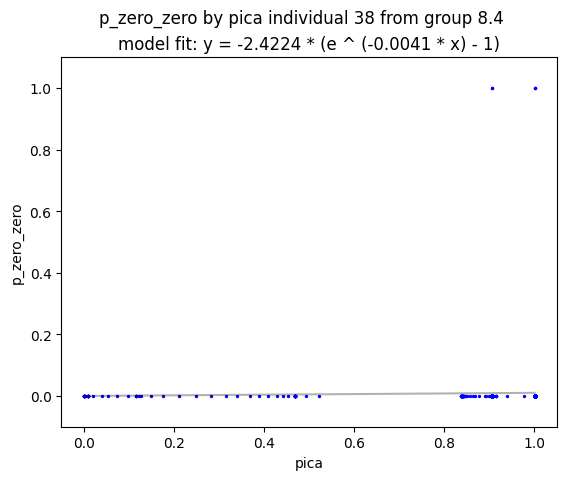 p_zero_zero by pica individual 38 from group 8.4
model fit: y = -2.4224 * (e ^ (-0.0041 * x) - 1)
1.0
0.8
0.6
0.4
0.2
0.0
p_zero_zero
0.0 0.2 0.4 0.6 0.8 1.0
pica